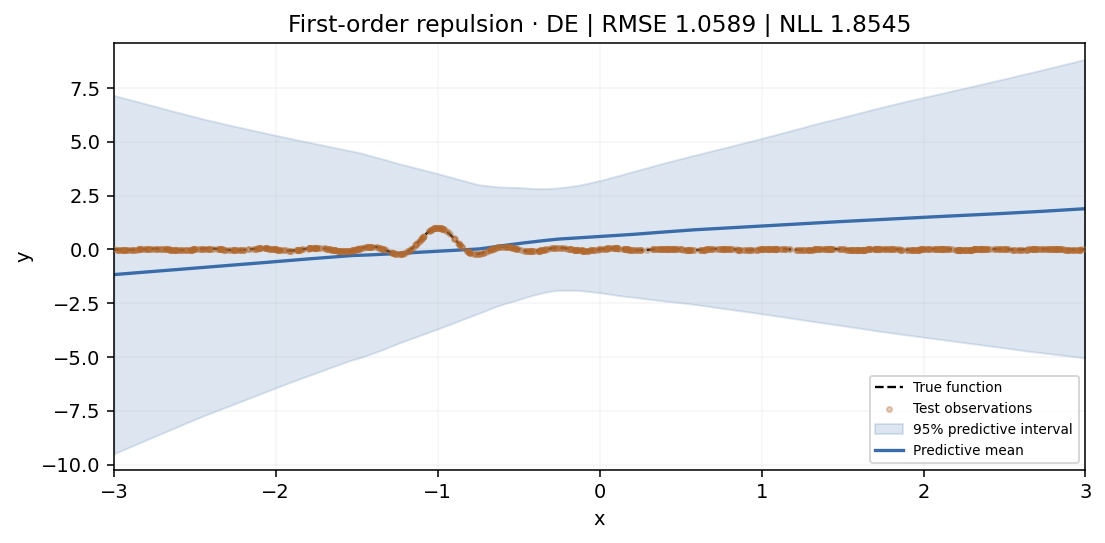 First-order repulsion · DE | RMSE 1.0589 | NLL 1.8545
y
7.5
5.0
2.5
0.0
−2.5
−5.0
−7.5
−10.0
True function
Test observations
95% predictive interval
Predictive mean
−3
−2
−1
0
1
2
3
x